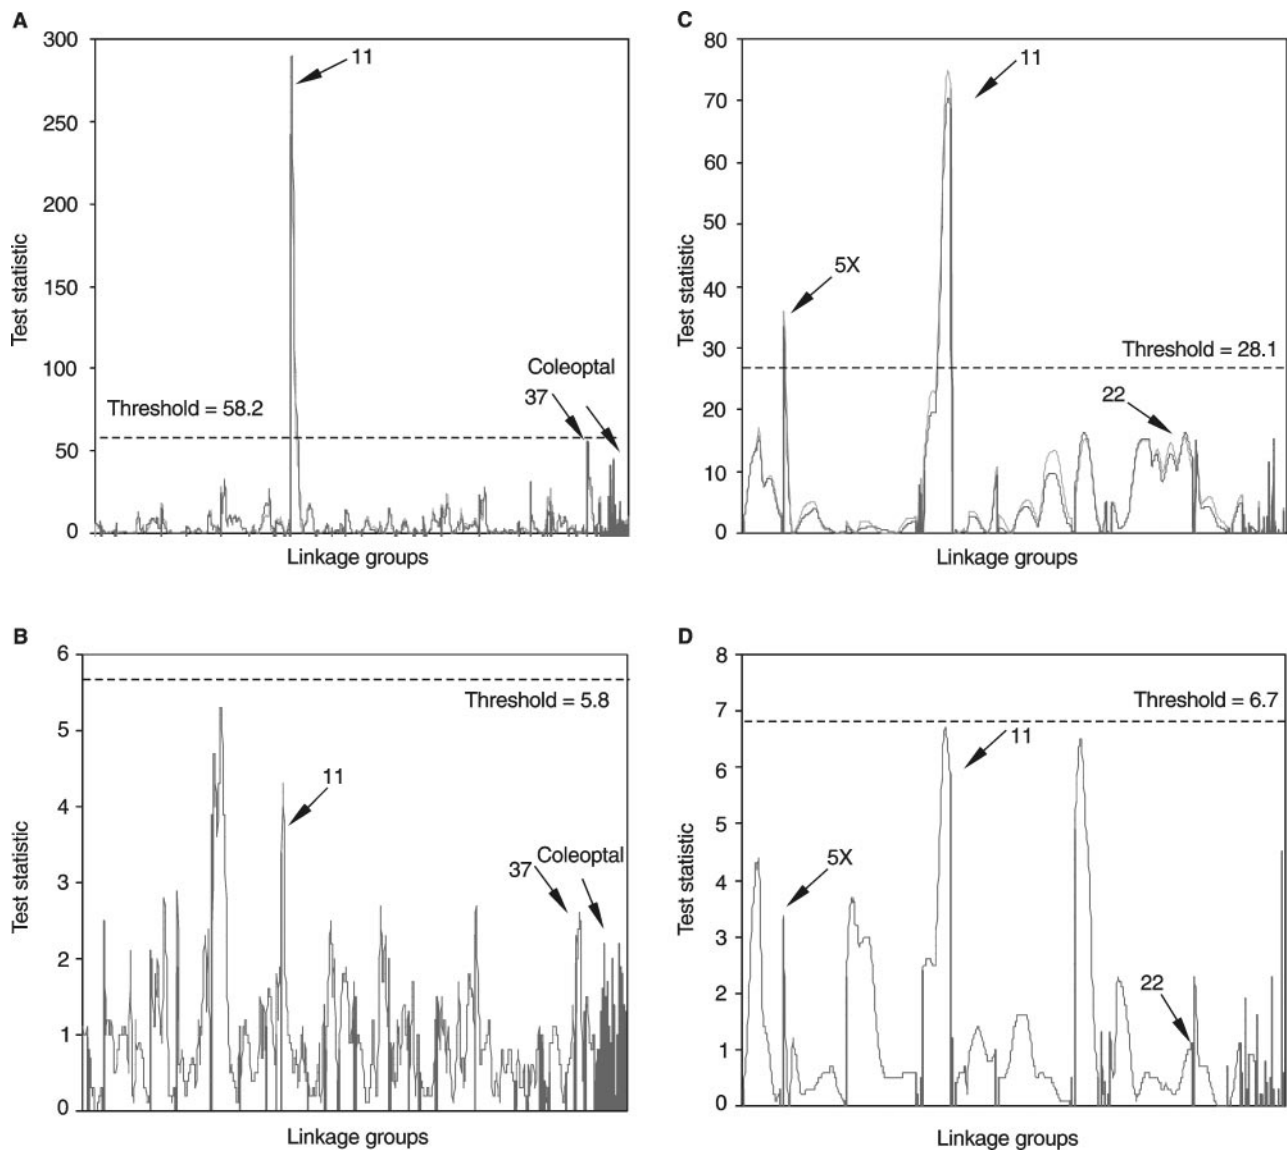 A
300
250
200
150
100
50
0
Test statistic
11
Coleoptal
37
Threshold = 58.2
Linkage groups
C
80
70
60
50
40
30
20
10
0
Test statistic
11
5X
Threshold = 28.1
22
Linkage groups
B
6
5
4
3
2
1
0
Test statistic
Threshold = 5.8
11
Coleoptal
37
Linkage groups
D
8
7
6
5
4
3
2
1
0
Test statistic
Threshold = 6.7
11
5X
22
Linkage groups